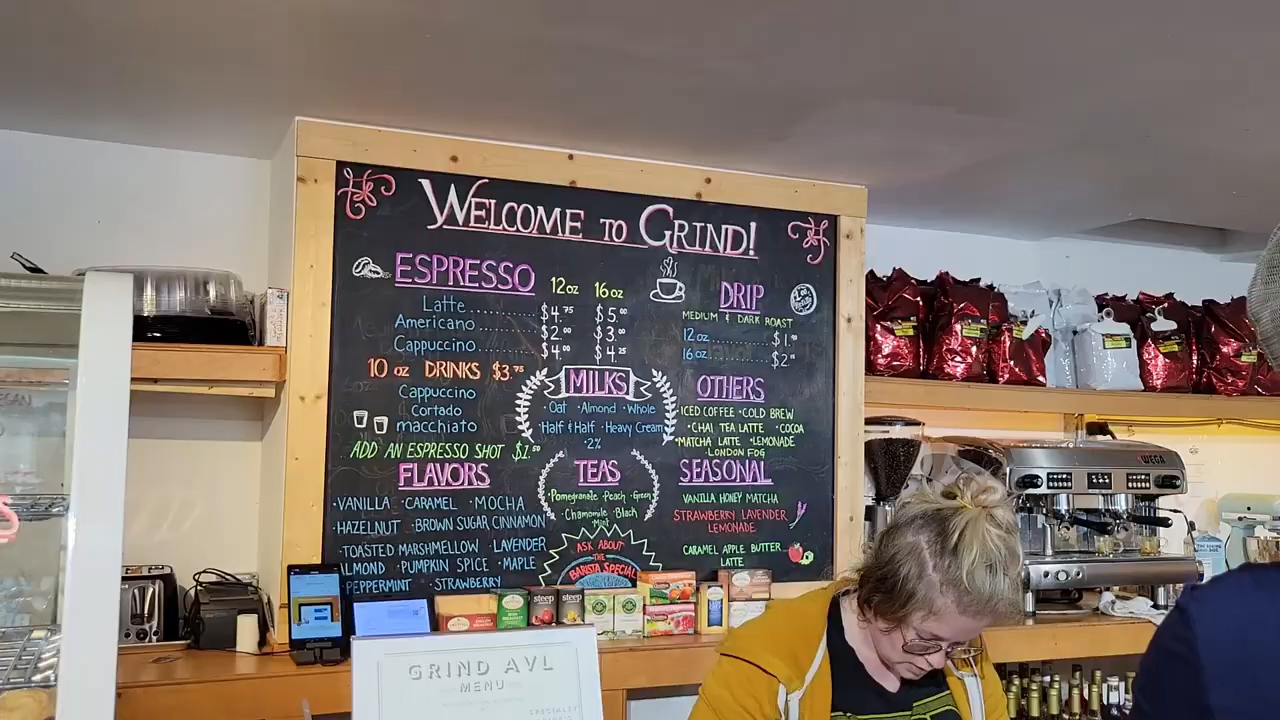 WELCOME TO GRIND!
ESPRESSO
12oz 16oz
Latte $4.75 $5.00
Americano $2.00 $3.00
Cappuccino $4.00 $4.25
10 oz DRINKS $3.75
Cappuccino
Cortado
macchiato
ADD AN ESPRESSO SHOT $1.50
FLAVORS
·VANILLA ·CARAMEL ·MOCHA
·HAZELNUT ·BROWN SUGAR CINNAMON
·TOASTED MARSHMELLOW ·LAVENDER
ALMOND ·PUMPKIN SPICE ·MAPLE
PEPPERMINT ·STRAWBERRY
MILKS
·Oat ·Almond ·Whole
·Half & Half ·Heavy Cream
·2%
TEAS
·Pomegranate ·Peach ·Green
·Chamomile ·Black
·Mint
ASK ABOUT
THE
BARISTA SPECIAL
DRIP
MEDIUM & DARK ROAST
12oz
16oz
OTHERS
ICED COFFEE ·COLD BREW
·CHAI TEA LATTE ·COCOA
·MATCHA LATTE ·LEMONADE
·LONDON FOG
SEASONAL
VANILLA HONEY MATCHA
STRAWBERRY LAVENDER
LEMONADE
CARAMEL APPLE BUTTER
LATTE
WEGA
steep
steep
GRIND AVL
MENU